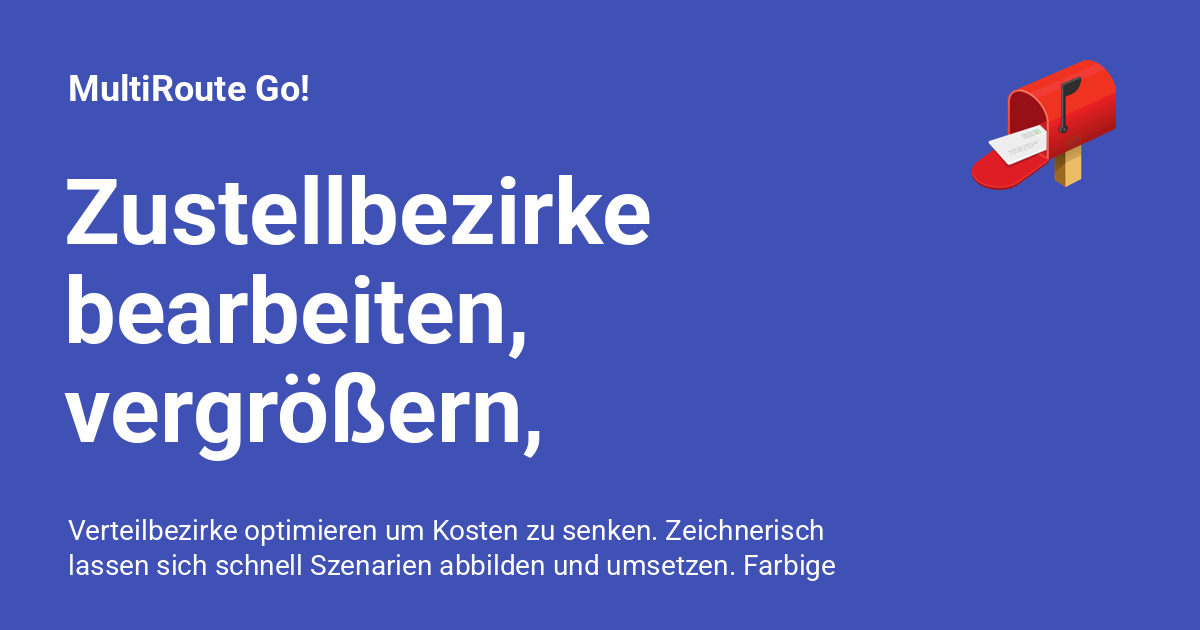 MultiRoute Go!
Zustellbezirke
bearbeiten,
vergrößern,
Verteilbezirke optimieren um Kosten zu senken. Zeichnerisch
lassen sich schnell Szenarien abbilden und umsetzen. Farbige